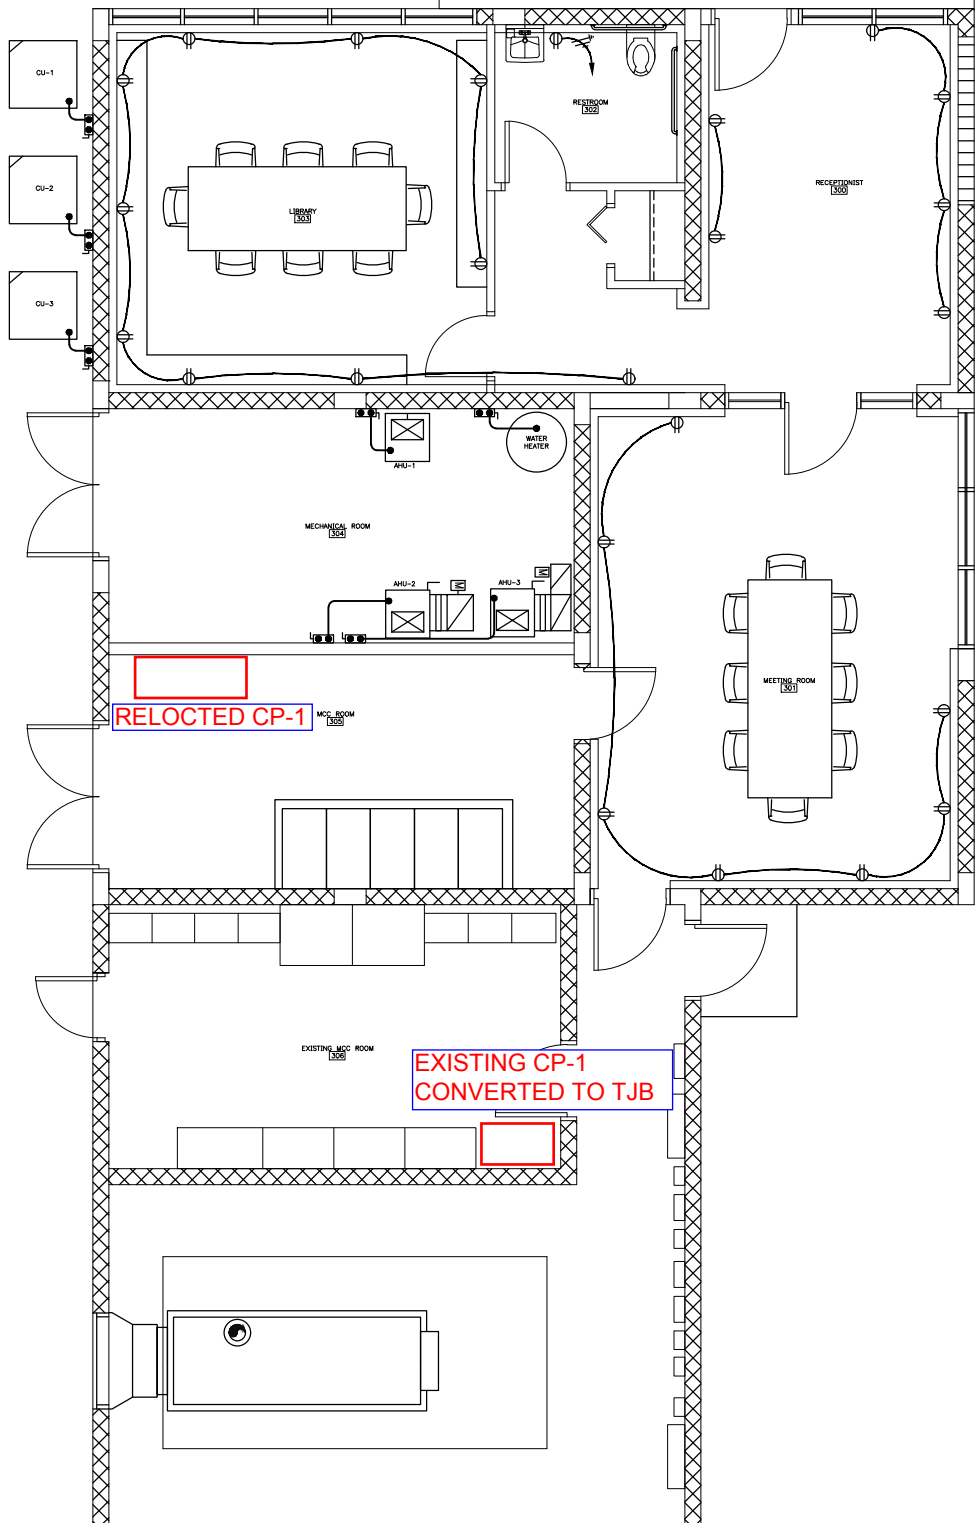 CU-1
RESTROOM
302
RECEPTIONIST
300
CU-2
LIBRARY
303
CU-3
WATER
HEATER
AHU-1
MECHANICAL ROOM
304
AHU-2
M
AHU-3
M
MEETING ROOM
301
RELOCTED CP-1
MCC ROOM
305
EXISTING MCC ROOM
306
EXISTING CP-1
CONVERTED TO TJB